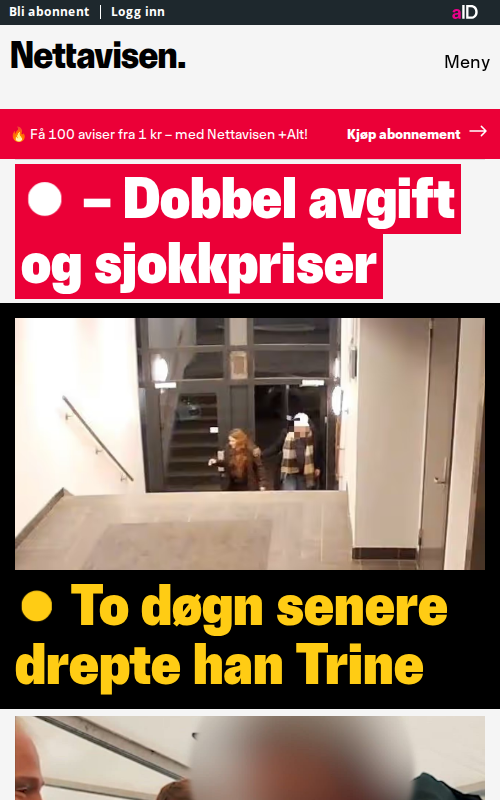 Bli abonnent
Logg inn
aID
Nettavisen.
Meny
🔥 Få 100 aviser fra 1 kr – med Nettavisen +Alt!
Kjøp abonnement →
– Dobbel avgift
og sjokkpriser
To døgn senere
drepte han Trine